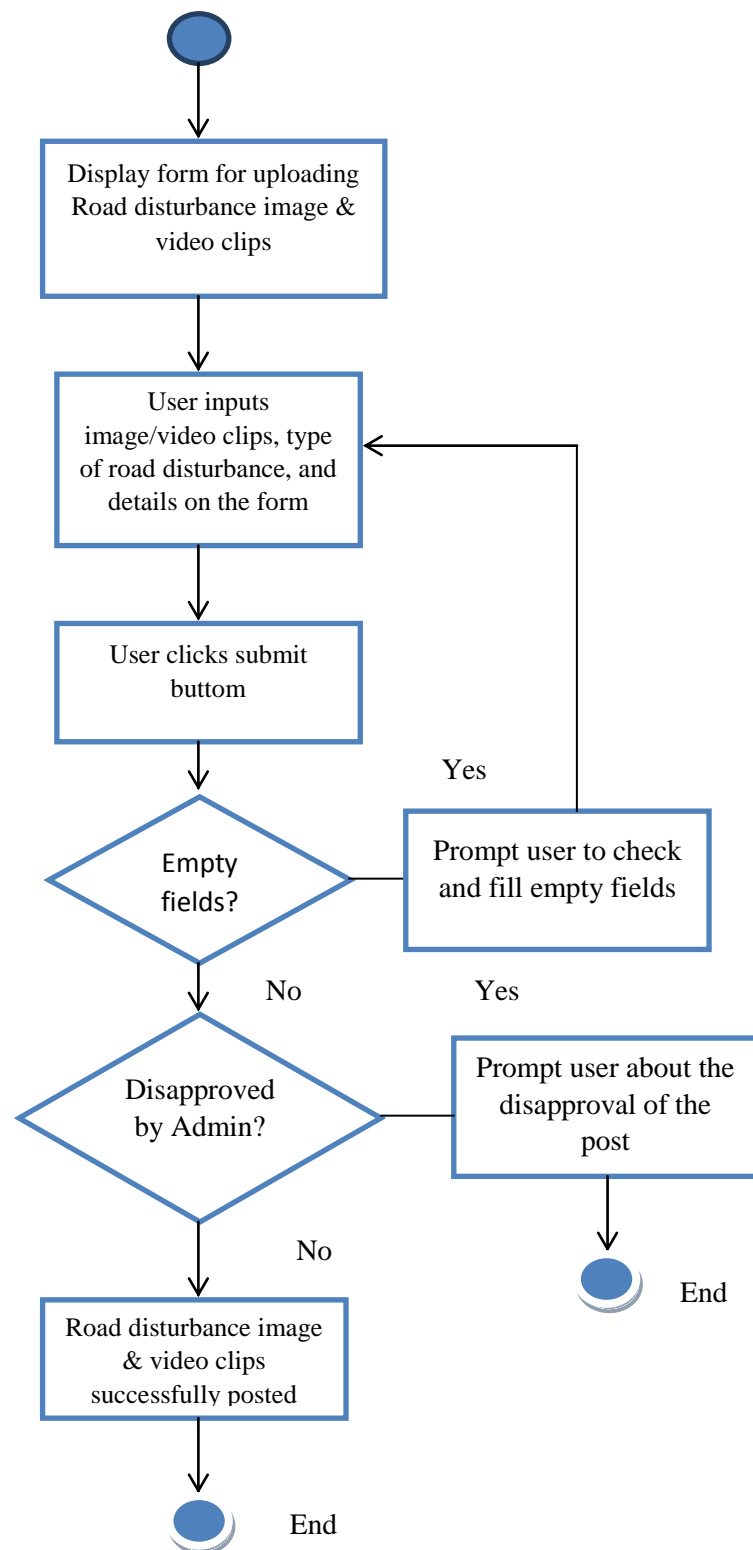 Display form for uploading
Road disturbance image &
video clips
User inputs
image/video clips, type
of road disturbance, and
details on the form
User clicks submit
buttom
Yes
Empty
fields?
Prompt user to check
and fill empty fields
No
Yes
Disapproved
by Admin?
Prompt user about the
disapproval of the
post
No
End
Road disturbance image
& video clips
successfully posted
End